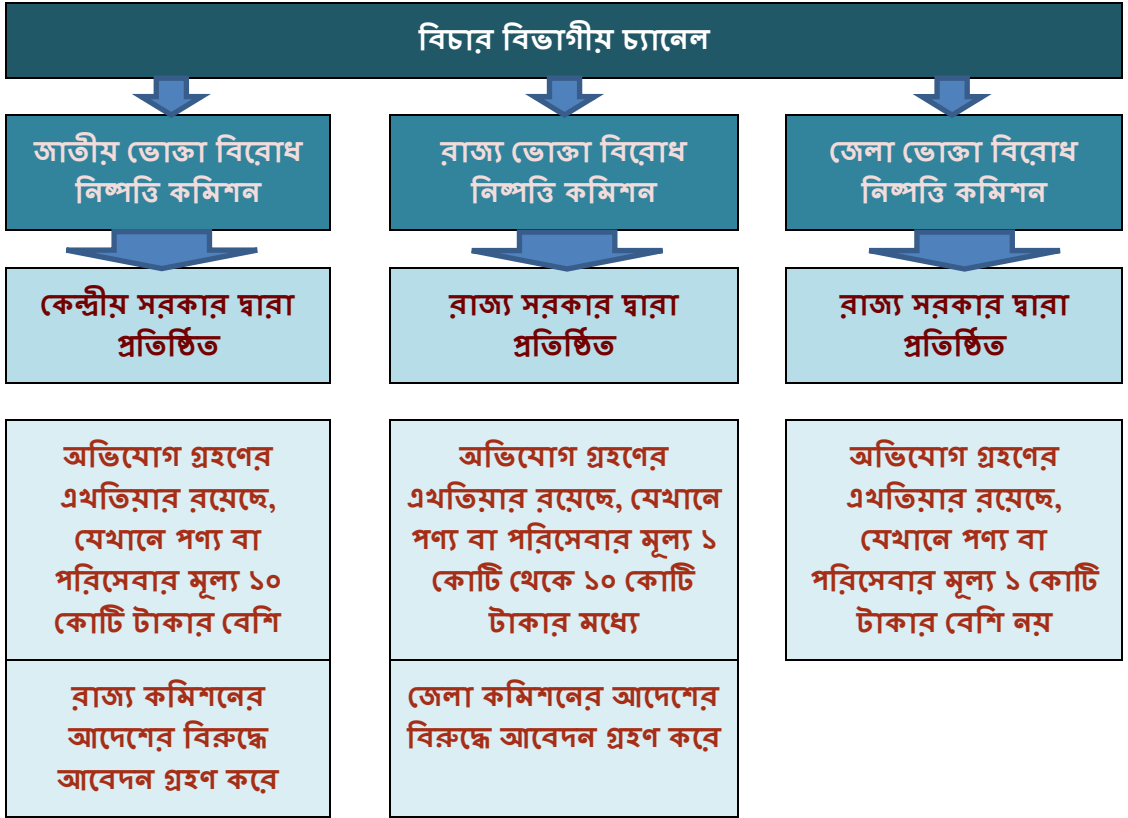 বিচার বিভাগীয় চ্যানেল
জাতীয় ভোক্তা বিরোধ
নিষ্পত্তি কমিশন
রাজ্য ভোক্তা বিরোধ
নিষ্পত্তি কমিশন
জেলা ভোক্তা বিরোধ
নিষ্পত্তি কমিশন
কেন্দ্রীয় সরকার দ্বারা
প্রতিষ্ঠিত
রাজ্য সরকার দ্বারা
প্রতিষ্ঠিত
রাজ্য সরকার দ্বারা
প্রতিষ্ঠিত
অভিযোগ গ্রহণের
এখতিয়ার রয়েছে,
যেখানে পণ্য বা
পরিসেবার মূল্য ১০
কোটি টাকার বেশি
অভিযোগ গ্রহণের
এখতিয়ার রয়েছে, যেখানে
পণ্য বা পরিসেবার মূল্য ১
কোটি থেকে ১০ কোটি
টাকার মধ্যে
অভিযোগ গ্রহণের
এখতিয়ার রয়েছে,
যেখানে পণ্য বা
পরিসেবার মূল্য ১ কোটি
টাকার বেশি নয়
রাজ্য কমিশনের
আদেশের বিরুদ্ধে
আবেদন গ্রহণ করে
জেলা কমিশনের আদেশের
বিরুদ্ধে আবেদন গ্রহণ করে